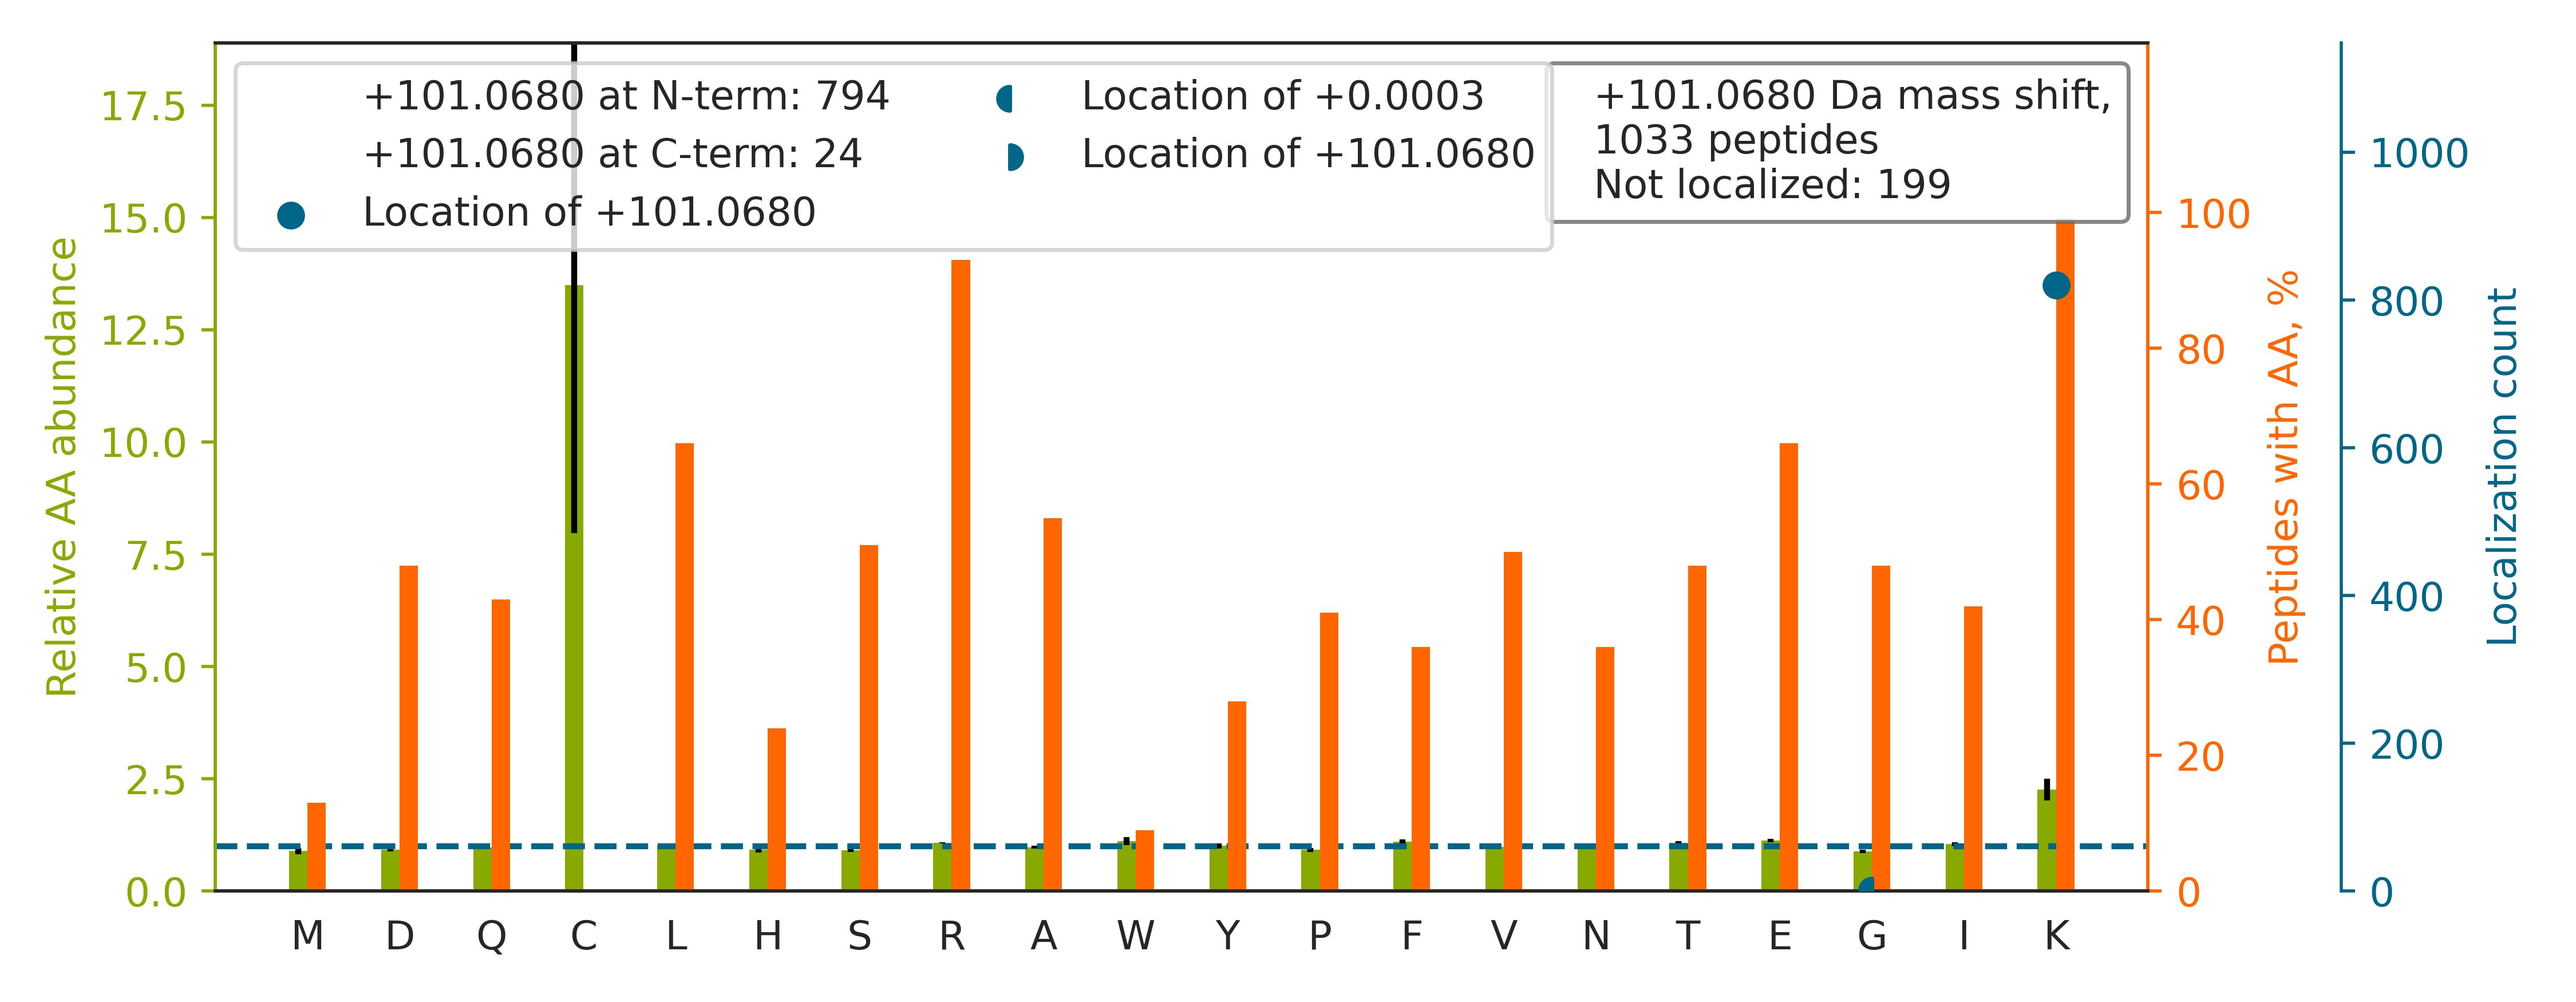 +101.0680 at N-term: 794
+101.0680 at C-term: 24
Location of +101.0680
Location of +0.0003
Location of +101.0680
+101.0680 Da mass shift,
1033 peptides
Not localized: 199
Relative AA abundance
17.5
15.0
12.5
10.0
7.5
5.0
2.5
0.0
M D Q C L H S R A W Y P F V N T E G I K
100
80
60
40
20
0
Peptides with AA, %
1000
800
600
400
200
0
Localization count